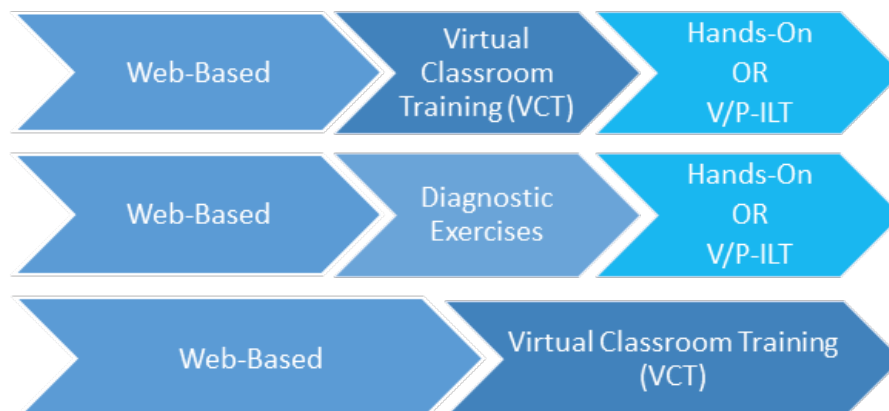 Web-Based
Virtual
Classroom
Training (VCT)
Hands-On
OR
V/P-ILT
Web-Based
Diagnostic
Exercises
Hands-On
OR
V/P-ILT
Web-Based
Virtual Classroom Training
(VCT)